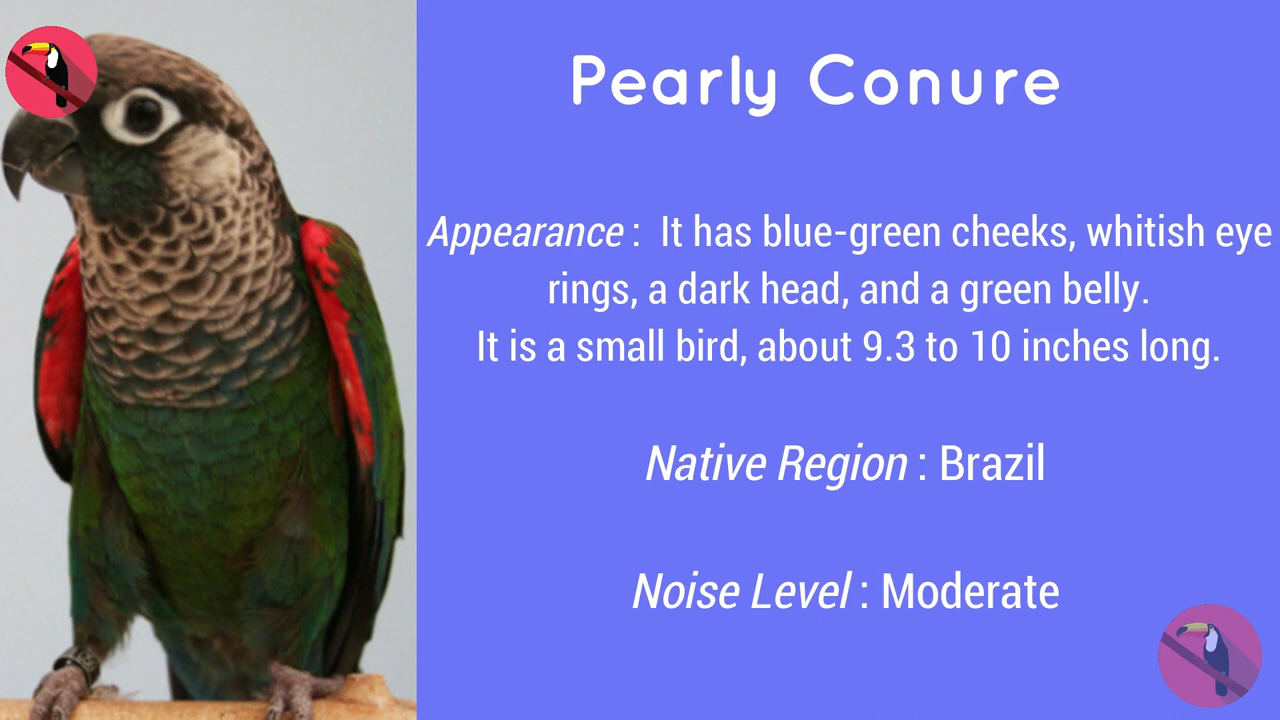 Pearly Conure
Appearance :  It has blue-green cheeks, whitish eye
rings, a dark head, and a green belly.
It is a small bird, about 9.3 to 10 inches long.
Native Region : Brazil
Noise Level : Moderate